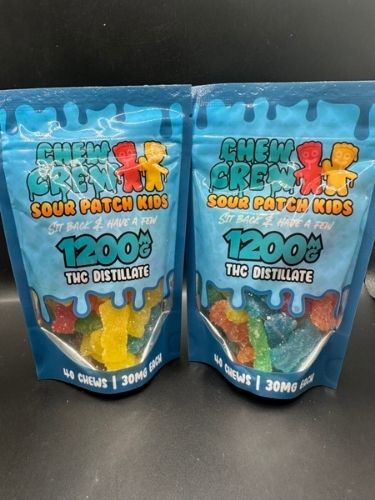 CHEW
CREW
SOUR PATCH KIDS
SIT BACK & HAVE A FEW
1200MG
THC DISTILLATE
40 CHEWS | 30MG EACH
CHEW
CREW
SOUR PATCH KIDS
SIT BACK & HAVE A FEW
1200MG
THC DISTILLATE
40 CHEWS | 30MG EACH